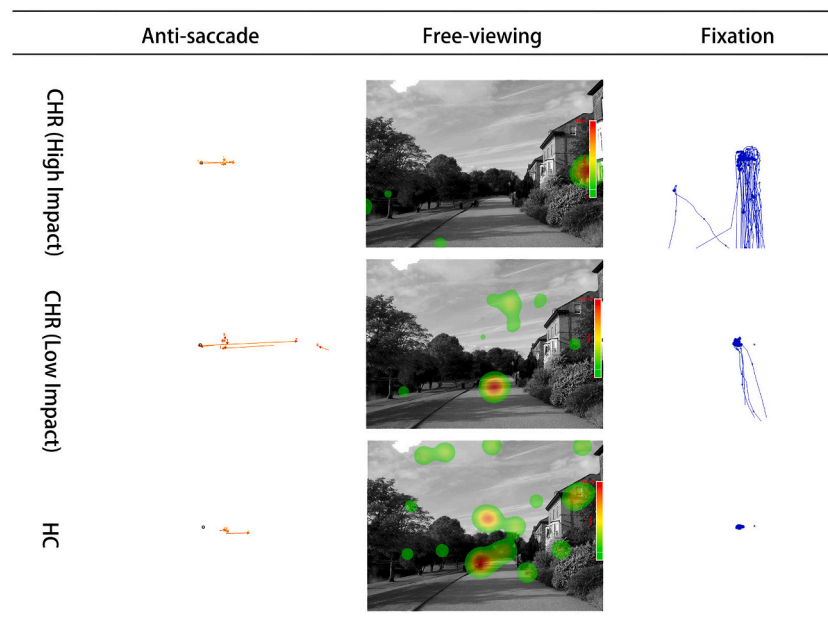 Anti-saccade Free-viewing Fixation
CHR (High Impact)
CHR (Low Impact)
HC